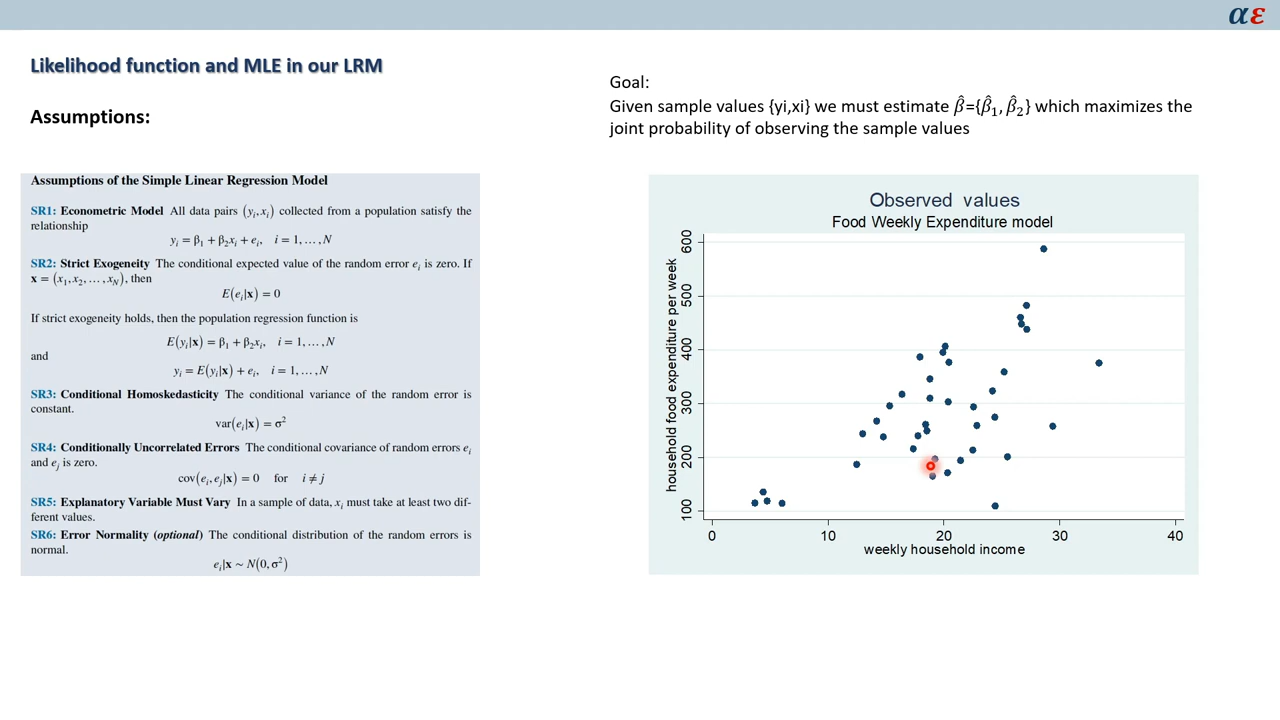 αε
Likelihood function and MLE in our LRM
Assumptions:
Goal:
Given sample values {yi,xi} we must estimate β̂={β̂₁, β̂₂} which maximizes the
joint probability of observing the sample values
Assumptions of the Simple Linear Regression Model
SR1: Econometric Model All data pairs (yᵢ,xᵢ) collected from a population satisfy the
relationship
yᵢ = β₁ + β₂xᵢ + eᵢ, i = 1, … ,N
SR2: Strict Exogeneity The conditional expected value of the random error eᵢ is zero. If
x = (x₁,x₂, … ,x_N), then
E(eᵢ|x) = 0
If strict exogeneity holds, then the population regression function is
E(yᵢ|x) = β₁ + β₂xᵢ, i = 1, … ,N
and
yᵢ = E(yᵢ|x) + eᵢ, i = 1, … ,N
SR3: Conditional Homoskedasticity The conditional variance of the random error is
constant.
var(eᵢ|x) = σ²
SR4: Conditionally Uncorrelated Errors The conditional covariance of random errors eᵢ
and eⱼ is zero.
cov(eᵢ,eⱼ|x) = 0 for i ≠ j
SR5: Explanatory Variable Must Vary In a sample of data, xᵢ must take at least two dif-
ferent values.
SR6: Error Normality (optional) The conditional distribution of the random errors is
normal.
eᵢ|x ∼ N(0,σ²)
Observed values
Food Weekly Expenditure model
household food expenditure per week
600
500
400
300
200
100
0 10 20 30 40
weekly household income